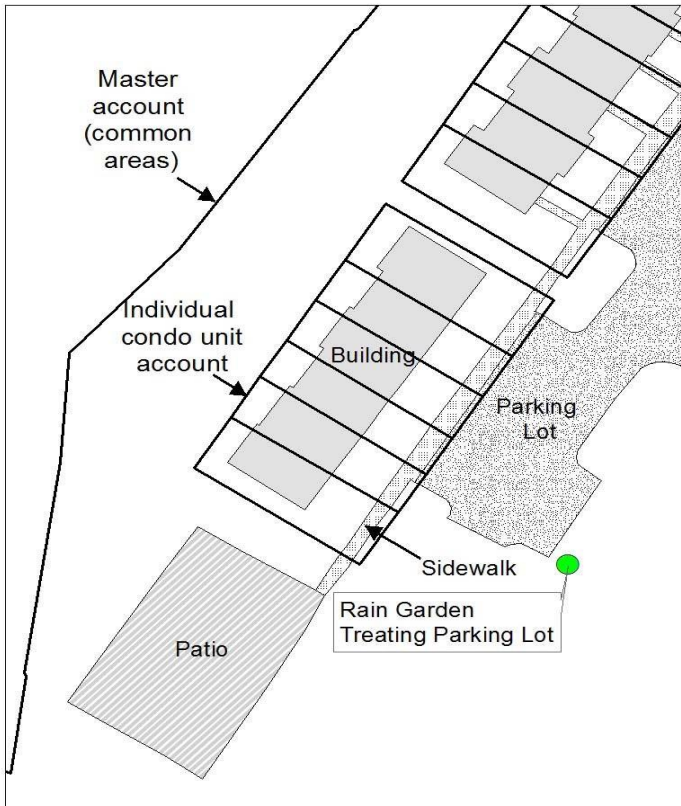 Master
account
(common
areas)
Individual
condo unit
account
Building
Parking
Lot
Sidewalk
Rain Garden
Treating Parking Lot
Patio